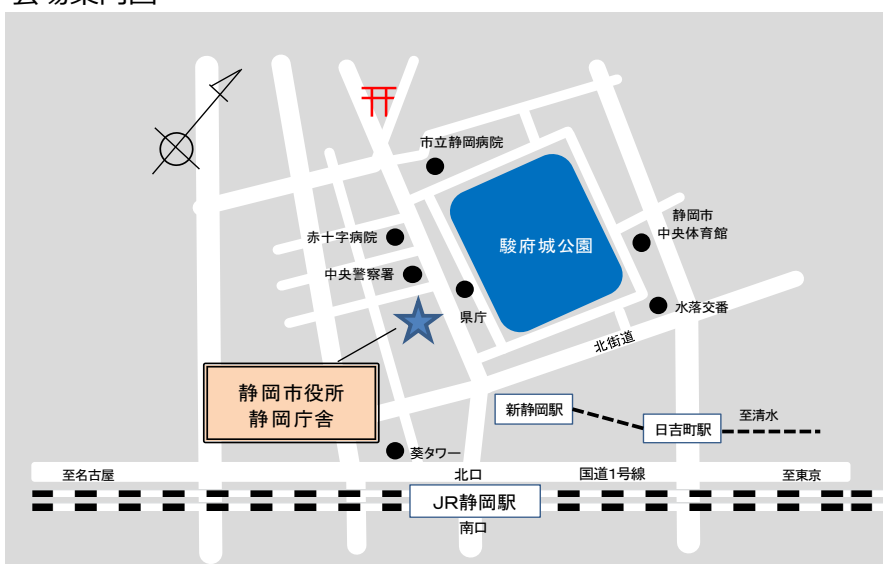 会場案内図
市立静岡病院
静岡市
中央体育館
赤十字病院
駿府城公園
中央警察署
県庁
水落交番
北街道
静岡市役所
静岡庁舎
新静岡駅
日吉町駅
至清水
葵タワー
至名古屋
北口
国道1号線
至東京
JR静岡駅
南口